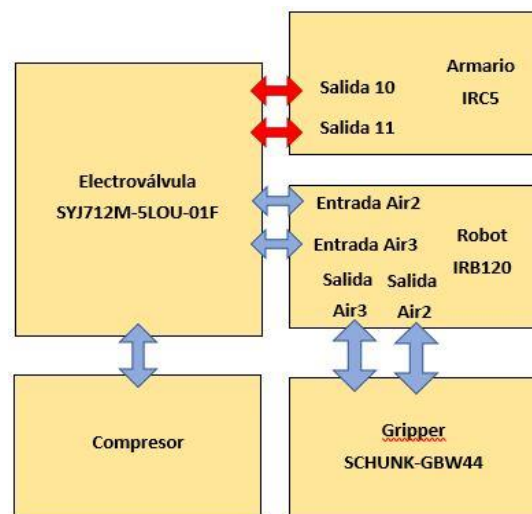 Electroválvula
SYJ712M-5LOU-01F
Salida 10
Salida 11
Armario
IRC5
Entrada Air2
Entrada Air3
Robot
IRB120
Salida
Air3
Salida
Air2
Compresor
Gripper
SCHUNK-GBW44